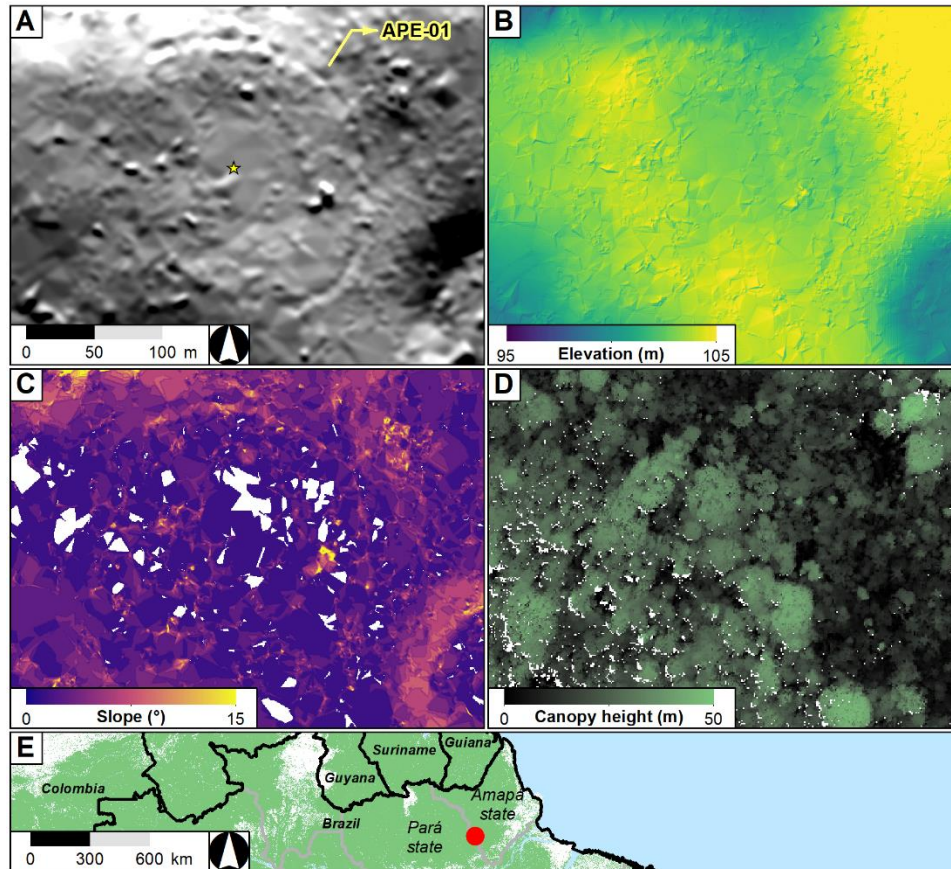 A
APE-01
0 50 100 m
B
95 Elevation (m) 105
C
0 Slope (°) 15
D
0 Canopy height (m) 50
E
Colombia
Guyana
Suriname
Guiana
Brazil
Pará
state
Amapá
state
0 300 600 km